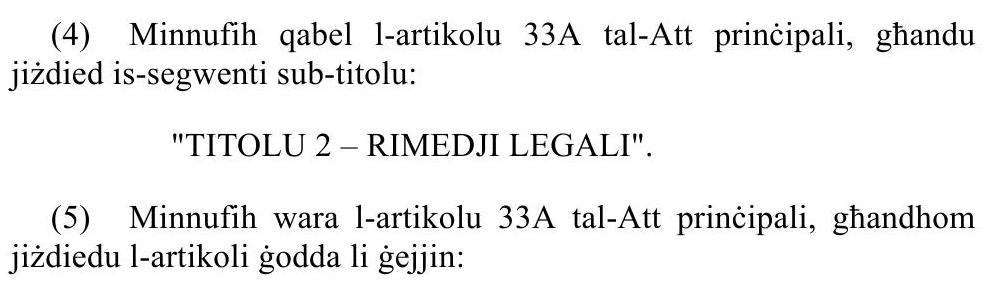 (4) Minnufih qabel l-artikolu 33A tal-Att prinċipali, għandu
jiżdied is-segwenti sub-titolu:
"TITOLU 2 – RIMEDJI LEGALI".
(5) Minnufih wara l-artikolu 33A tal-Att prinċipali, għandhom
jiżdiedu l-artikoli ġodda li ġejjin: